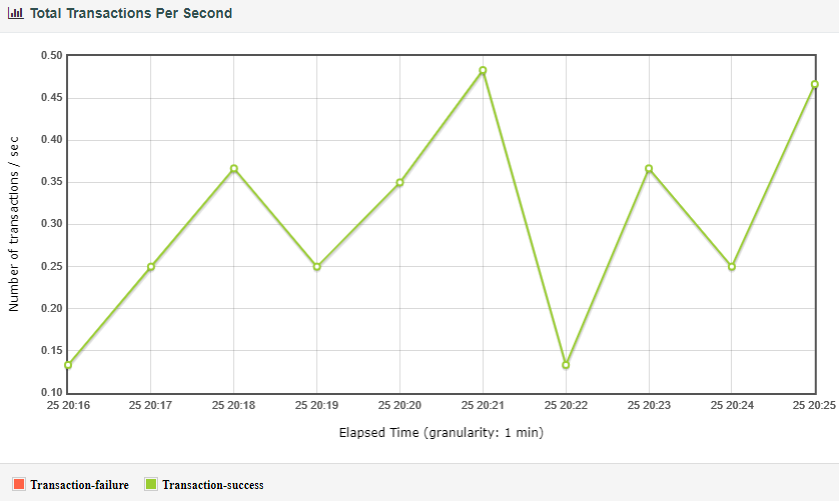 Total Transactions Per Second
0.50
0.45
0.40
0.35
0.30
0.25
0.20
0.15
0.10
Number of transactions / sec
25 20:16 25 20:17 25 20:18 25 20:19 25 20:20 25 20:21 25 20:22 25 20:23 25 20:24 25 20:25
Elapsed Time (granularity: 1 min)
Transaction-failure Transaction-success